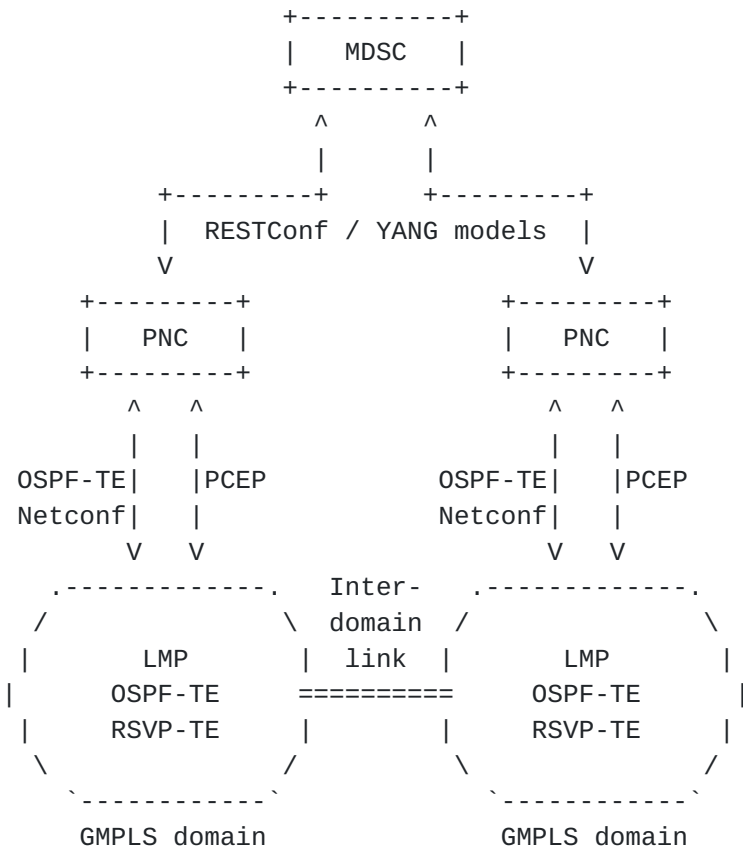 MDSC
RESTConf / YANG models
PNC PNC
OSPF-TE PCEP OSPF-TE PCEP
Netconf Netconf
Inter-
domain
LMP link LMP
OSPF-TE OSPF-TE
RSVP-TE RSVP-TE
GMPLS domain GMPLS domain